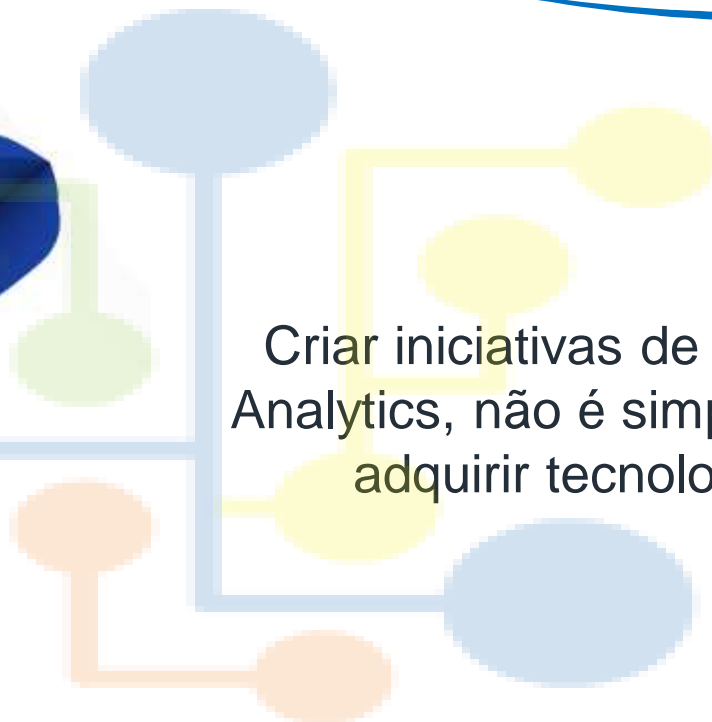 Criar iniciativas de
Analytics, não é simp
adquirir tecnolo